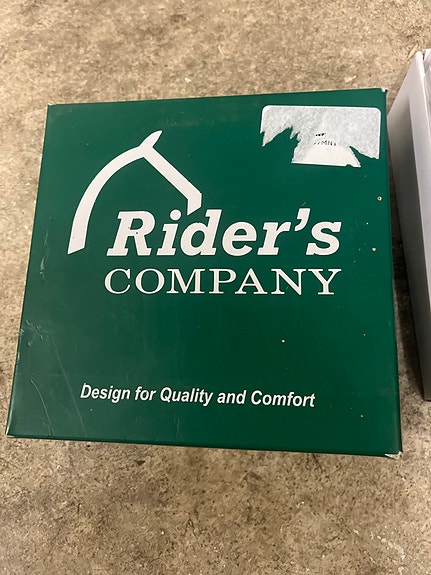 Rider's
COMPANY
Design for Quality and Comfort